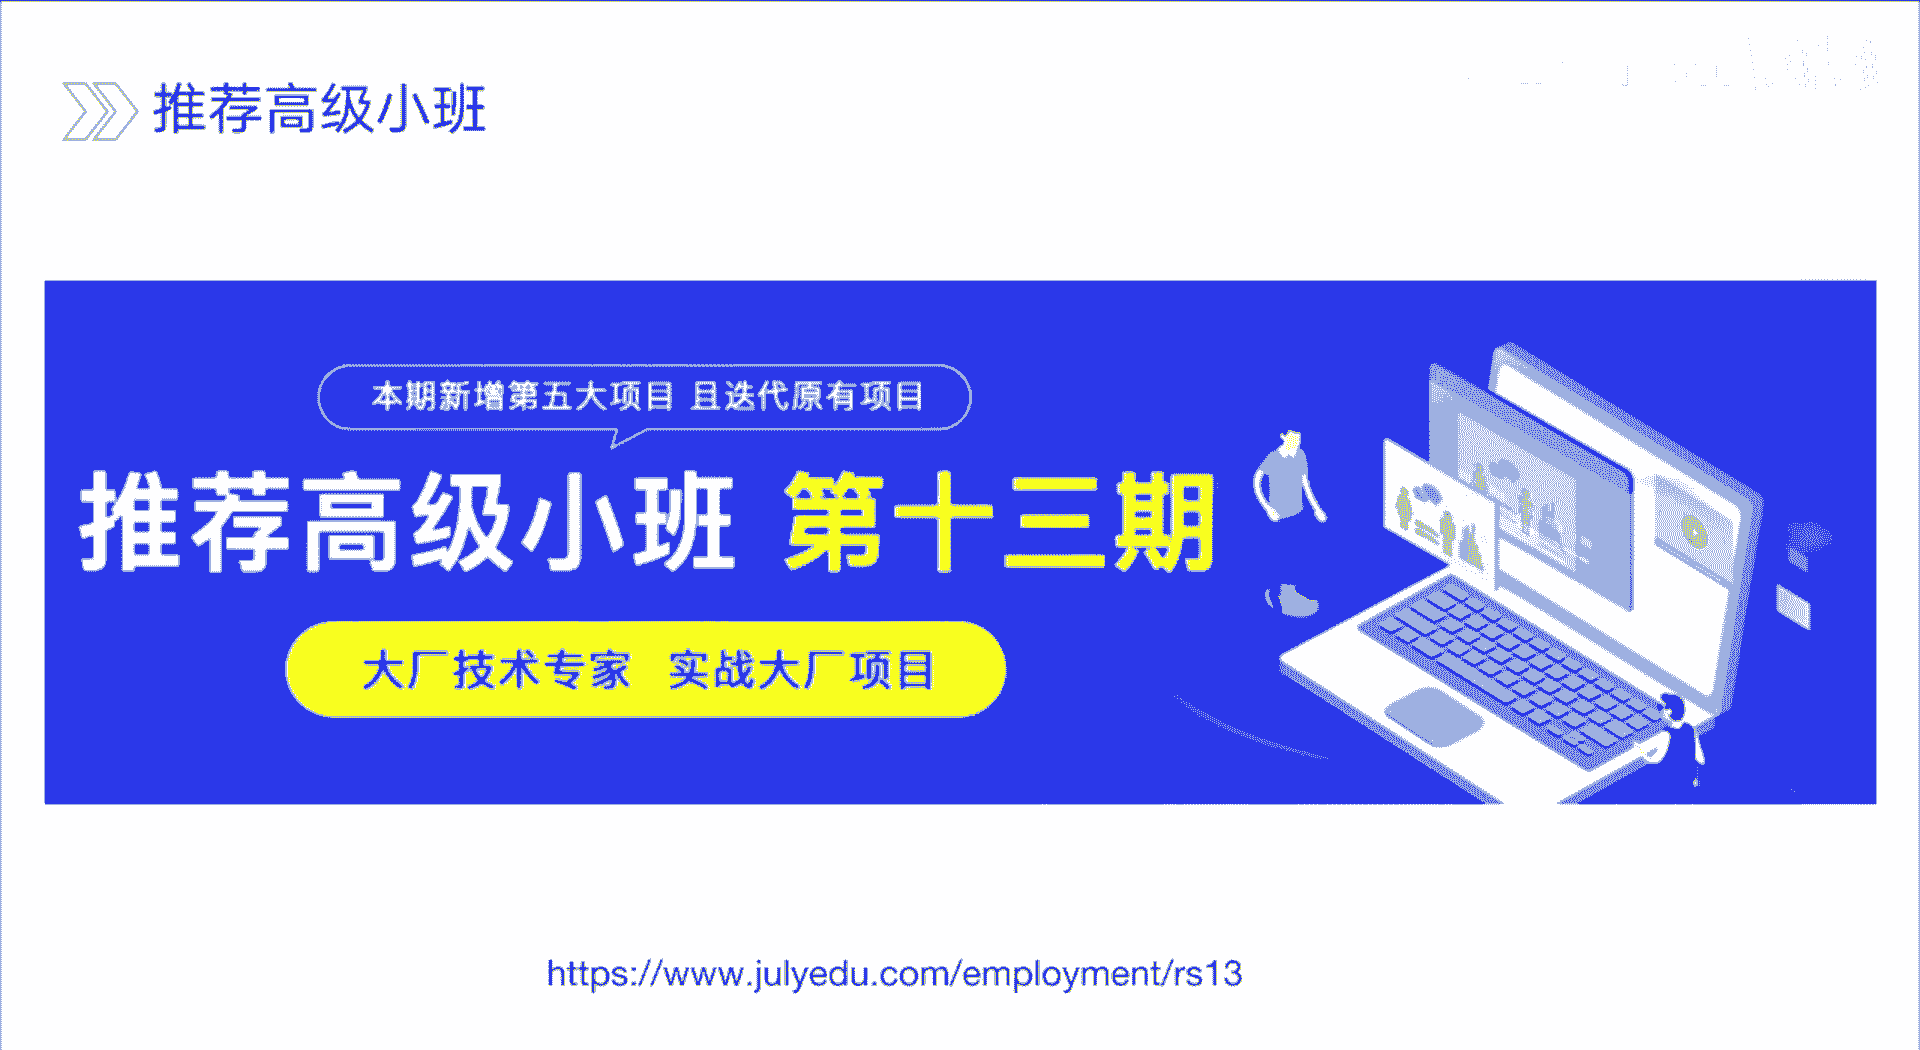 推荐高级小班
本期新增第五大项目 且迭代原有项目
推荐高级小班 第十三期
大厂技术专家 实战大厂项目
https://www.julyedu.com/employment/rs13